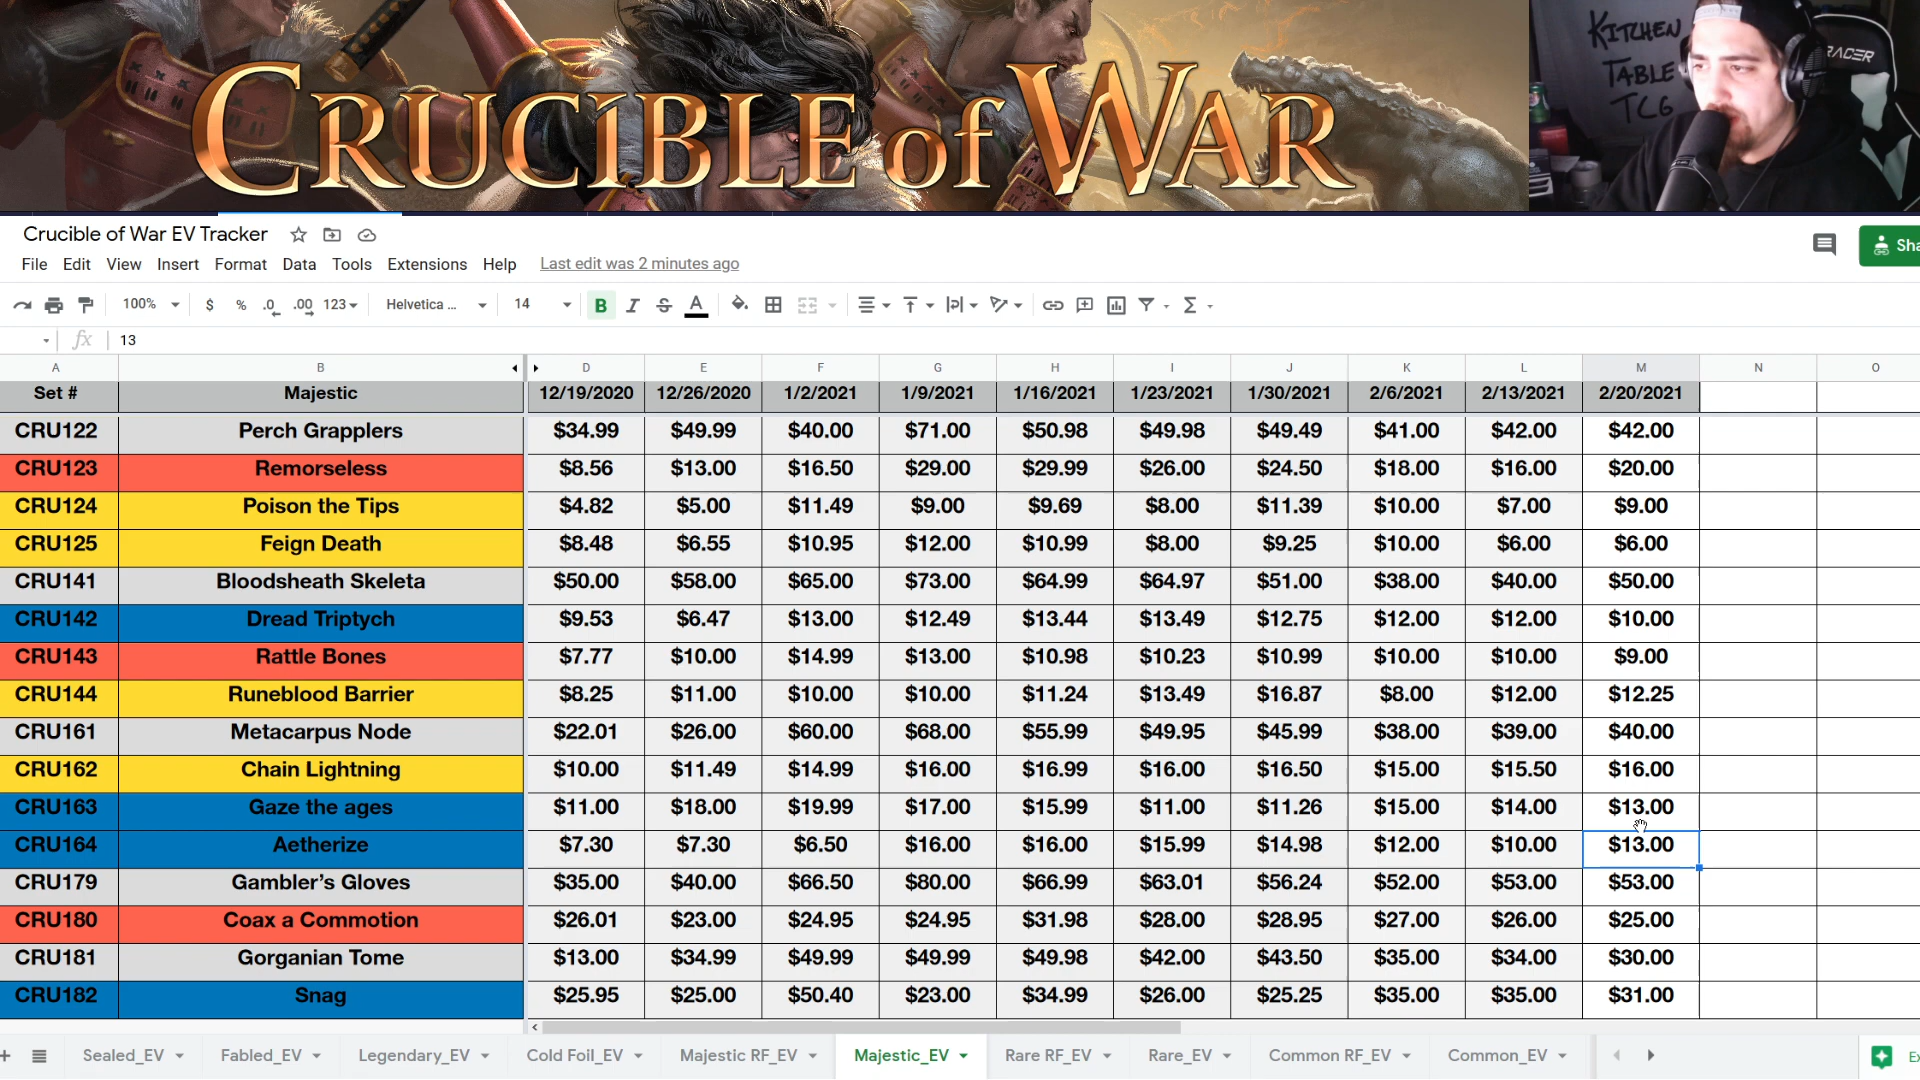 CRUCIBLE of WAR
KITCHEN
TABLE
TCG
RACER
Crucible of War EV Tracker
File Edit View Insert Format Data Tools Extensions Help Last edit was 2 minutes ago
Sha
100% $ % .0 .00 123 Helvetica ... 14 B I S A Σ
fx 13
A B D E F G H I J K L M N O
Set # Majestic 12/19/2020 12/26/2020 1/2/2021 1/9/2021 1/16/2021 1/23/2021 1/30/2021 2/6/2021 2/13/2021 2/20/2021
CRU122 Perch Grapplers $34.99 $49.99 $40.00 $71.00 $50.98 $49.98 $49.49 $41.00 $42.00 $42.00
CRU123 Remorseless $8.56 $13.00 $16.50 $29.00 $29.99 $26.00 $24.50 $18.00 $16.00 $20.00
CRU124 Poison the Tips $4.82 $5.00 $11.49 $9.00 $9.69 $8.00 $11.39 $10.00 $7.00 $9.00
CRU125 Feign Death $8.48 $6.55 $10.95 $12.00 $10.99 $8.00 $9.25 $10.00 $6.00 $6.00
CRU141 Bloodsheath Skeleta $50.00 $58.00 $65.00 $73.00 $64.99 $64.97 $51.00 $38.00 $40.00 $50.00
CRU142 Dread Triptych $9.53 $6.47 $13.00 $12.49 $13.44 $13.49 $12.75 $12.00 $12.00 $10.00
CRU143 Rattle Bones $7.77 $10.00 $14.99 $13.00 $10.98 $10.23 $10.99 $10.00 $10.00 $9.00
CRU144 Runeblood Barrier $8.25 $11.00 $10.00 $10.00 $11.24 $13.49 $16.87 $8.00 $12.00 $12.25
CRU161 Metacarpus Node $22.01 $26.00 $60.00 $68.00 $55.99 $49.95 $45.99 $38.00 $39.00 $40.00
CRU162 Chain Lightning $10.00 $11.49 $14.99 $16.00 $16.99 $16.00 $16.50 $15.00 $15.50 $16.00
CRU163 Gaze the ages $11.00 $18.00 $19.99 $17.00 $15.99 $11.00 $11.26 $15.00 $14.00 $13.00
CRU164 Aetherize $7.30 $7.30 $6.50 $16.00 $16.00 $15.99 $14.98 $12.00 $10.00 $13.00
CRU179 Gambler's Gloves $35.00 $40.00 $66.50 $80.00 $66.99 $63.01 $56.24 $52.00 $53.00 $53.00
CRU180 Coax a Commotion $26.01 $23.00 $24.95 $24.95 $31.98 $28.00 $28.95 $27.00 $26.00 $25.00
CRU181 Gorganian Tome $13.00 $34.99 $49.99 $49.99 $49.98 $42.00 $43.50 $35.00 $34.00 $30.00
CRU182 Snag $25.95 $25.00 $50.40 $23.00 $34.99 $26.00 $25.25 $35.00 $35.00 $31.00
Sealed_EV Fabled_EV Legendary_EV Cold Foil_EV Majestic RF_EV Majestic_EV Rare RF_EV Rare_EV Common RF_EV Common_EV Ex